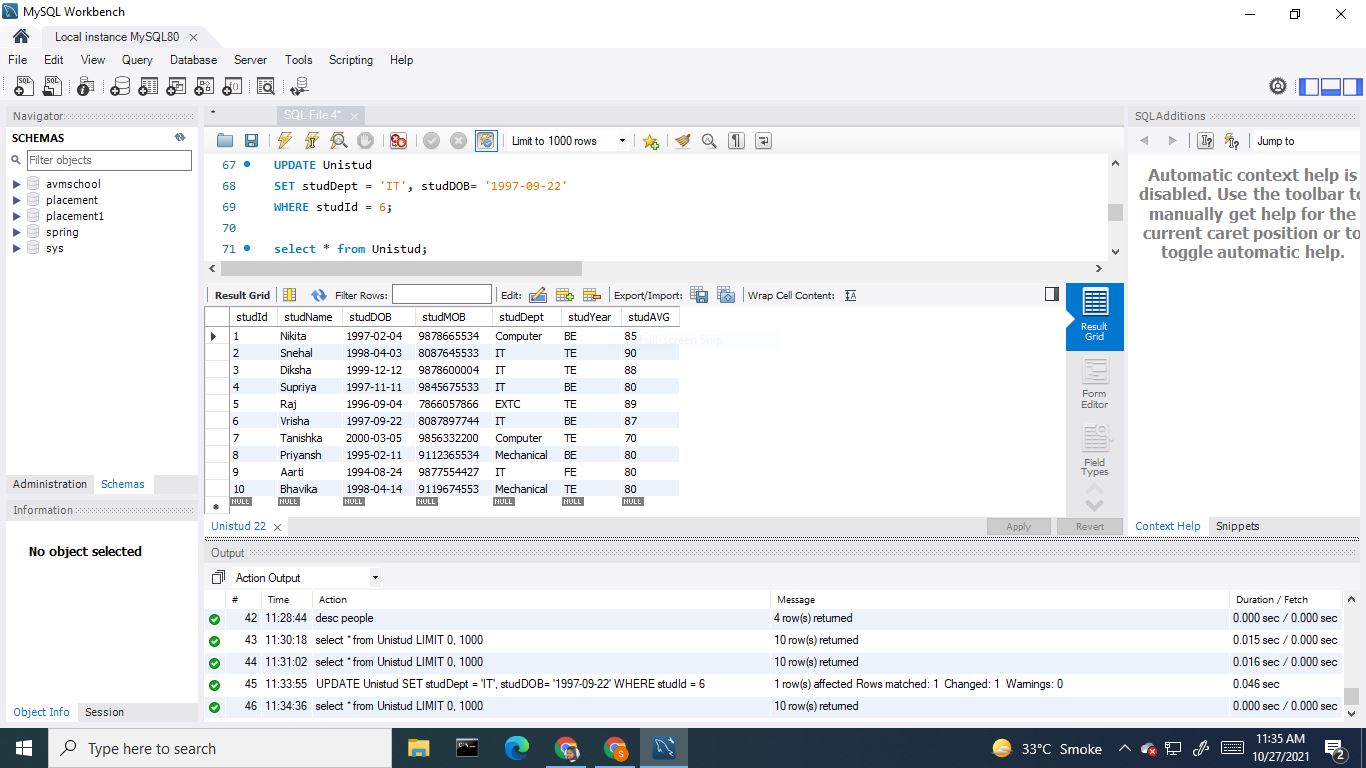 MySQL Workbench
Local instance MySQL80
File Edit View Query Database Server Tools Scripting Help
Navigator
SCHEMAS
Filter objects
avmschool
placement
placement1
spring
sys
Administration Schemas
Information
No object selected
Object Info Session
* SQL File 4*
Limit to 1000 rows
67 UPDATE Unistud
68 SET studDept = 'IT', studDOB= '1997-09-22'
69 WHERE studId = 6;
70
71 select * from Unistud;
Result Grid Filter Rows: Edit: Export/Import: Wrap Cell Content:
studId studName studDOB studMOB studDept studYear studAVG
1 Nikita 1997-02-04 9878665534 Computer BE 85
2 Snehal 1998-04-03 8087645533 IT TE 90
3 Diksha 1999-12-12 9878600004 IT TE 88
4 Supriya 1997-11-11 9845675533 IT BE 80
5 Raj 1996-09-04 7866057866 EXTC TE 89
6 Vrisha 1997-09-22 8087897744 IT BE 87
7 Tanishka 2000-03-05 9856332200 Computer TE 70
8 Priyansh 1995-02-11 9112365534 Mechanical BE 80
9 Aarti 1994-08-24 9877554427 IT FE 80
10 Bhavika 1998-04-14 9119674553 Mechanical TE 80
NULL NULL NULL NULL NULL NULL NULL
Result
Grid
Form
Editor
Field
Types
Unistud 22
Apply Revert
SQLAdditions
Jump to
Automatic context help is
disabled. Use the toolbar to
manually get help for the
current caret position or to
toggle automatic help.
Context Help Snippets
Output
Action Output
# Time Action Message Duration / Fetch
42 11:28:44 desc people 4 row(s) returned 0.000 sec / 0.000 sec
43 11:30:18 select * from Unistud LIMIT 0, 1000 10 row(s) returned 0.015 sec / 0.000 sec
44 11:31:02 select * from Unistud LIMIT 0, 1000 10 row(s) returned 0.016 sec / 0.000 sec
45 11:33:55 UPDATE Unistud SET studDept = 'IT', studDOB= '1997-09-22' WHERE studId = 6 1 row(s) affected Rows matched: 1 Changed: 1 Warnings: 0 0.046 sec
46 11:34:36 select * from Unistud LIMIT 0, 1000 10 row(s) returned 0.000 sec / 0.000 sec
Type here to search
33°C Smoke
11:35 AM
10/27/2021
2